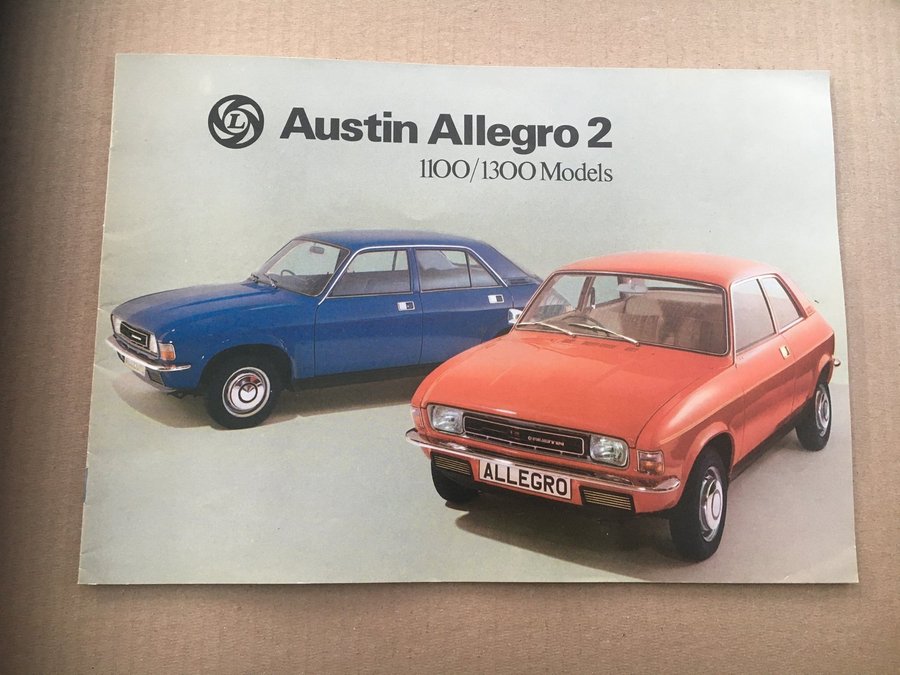 L
Austin Allegro 2
1100/1300 Models
ALLEGRO